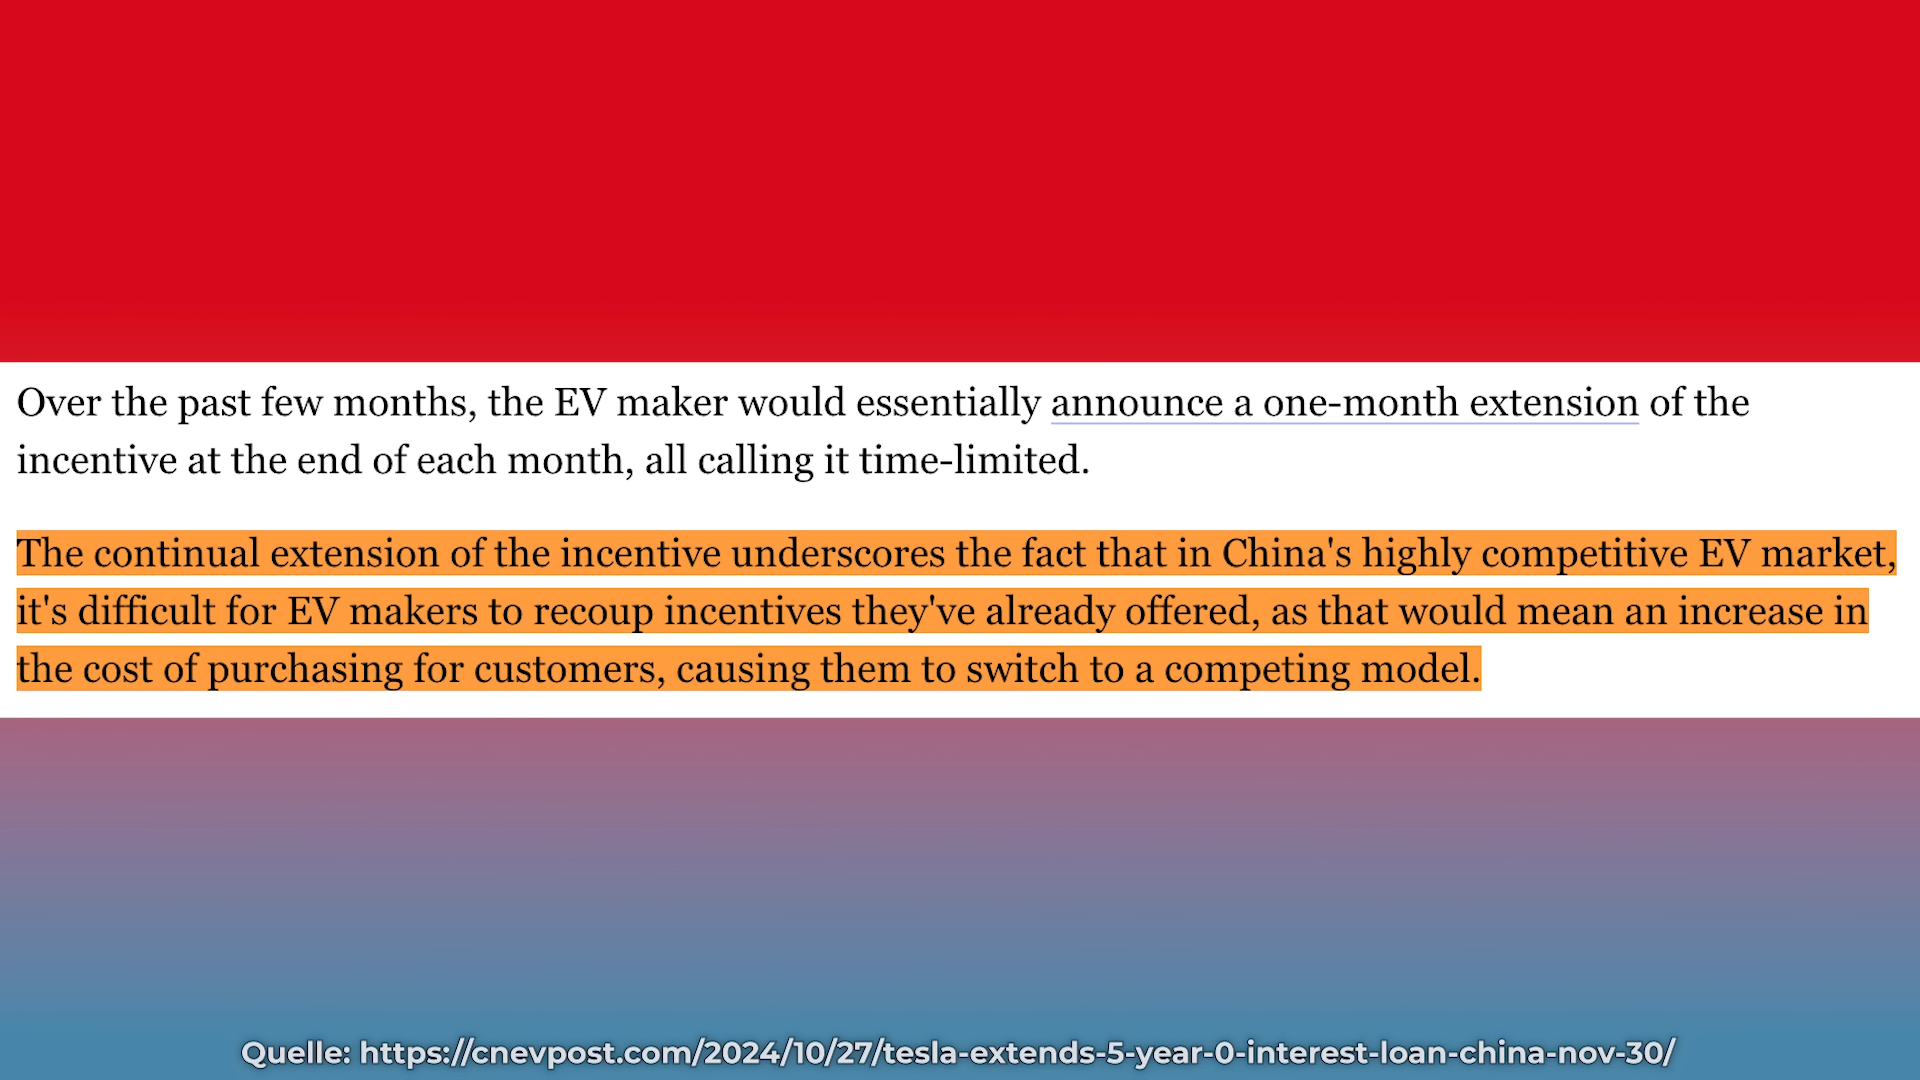 Over the past few months, the EV maker would essentially announce a one-month extension of the
incentive at the end of each month, all calling it time-limited.
The continual extension of the incentive underscores the fact that in China's highly competitive EV market,
it's difficult for EV makers to recoup incentives they've already offered, as that would mean an increase in
the cost of purchasing for customers, causing them to switch to a competing model.
Quelle: https://cnevpost.com/2024/10/27/tesla-extends-5-year-0-interest-loan-china-nov-30/